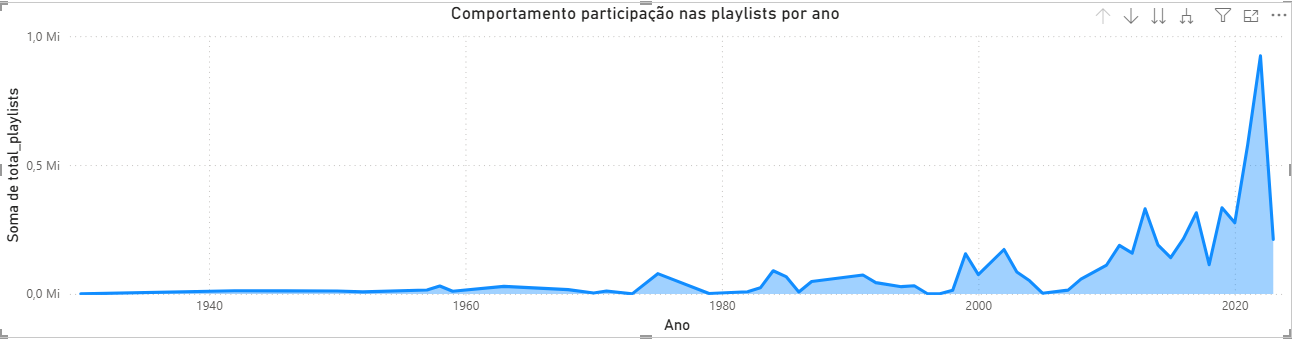 Comportamento participação nas playlists por ano
Soma de total_playlists
1,0 Mi
0,5 Mi
0,0 Mi
1940
1960
1980
2000
2020
Ano